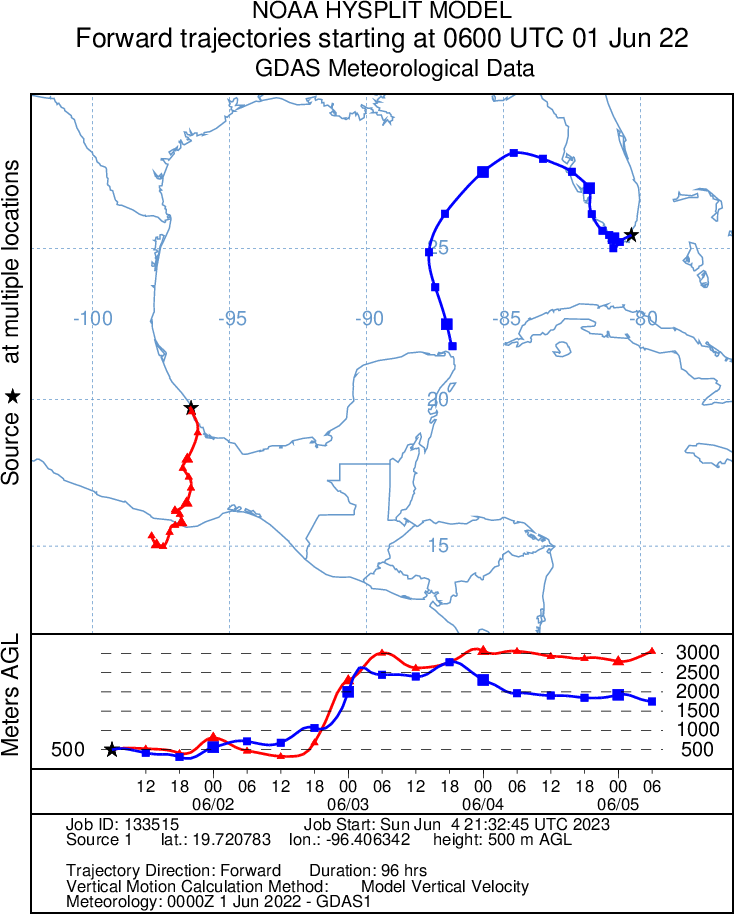 NOAA HYSPLIT MODEL
Forward trajectories starting at 0600 UTC 01 Jun 22
GDAS Meteorological Data
Source ★ at multiple locations
25
-100 -95 -90 -85 -80
20
15
Meters AGL
500
3000
2500
2000
1500
1000
500
12 18 00 06 12 18 00 06 12 18 00 06 12 18 00 06
06/02 06/03 06/04 06/05
Job ID: 133515 Job Start: Sun Jun 4 21:32:45 UTC 2023
Source 1 lat.: 19.720783 lon.: -96.406342 height: 500 m AGL
Trajectory Direction: Forward Duration: 96 hrs
Vertical Motion Calculation Method: Model Vertical Velocity
Meteorology: 0000Z 1 Jun 2022 - GDAS1